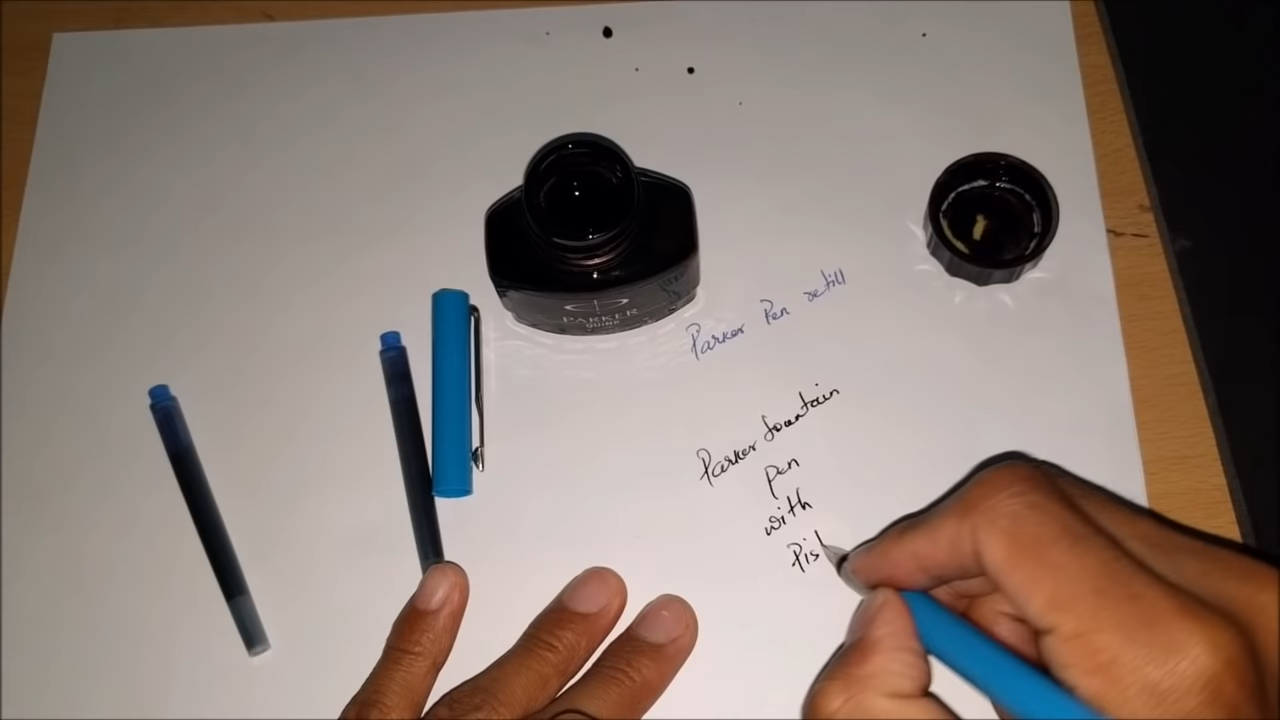 PARKER
QUINK
Parker Pen refill
Parker fountain
pen
with
Pist